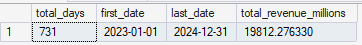 total_days first_date last_date total_revenue_millions
1 731 2023-01-01 2024-12-31 19812.276330